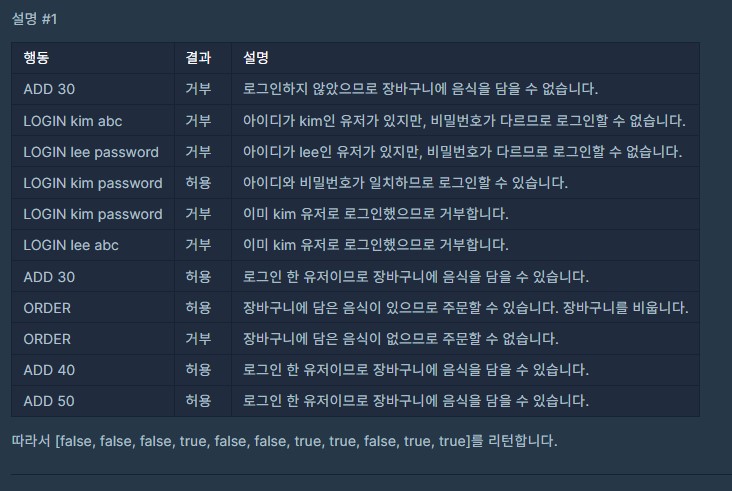 설명 #1
행동 결과 설명
ADD 30 거부 로그인하지 않았으므로 장바구니에 음식을 담을 수 없습니다.
LOGIN kim abc 거부 아이디가 kim인 유저가 있지만, 비밀번호가 다르므로 로그인할 수 없습니다.
LOGIN lee password 거부 아이디가 lee인 유저가 있지만, 비밀번호가 다르므로 로그인할 수 없습니다.
LOGIN kim password 허용 아이디와 비밀번호가 일치하므로 로그인할 수 있습니다.
LOGIN kim password 거부 이미 kim 유저로 로그인했으므로 거부합니다.
LOGIN lee abc 거부 이미 kim 유저로 로그인했으므로 거부합니다.
ADD 30 허용 로그인 한 유저이므로 장바구니에 음식을 담을 수 있습니다.
ORDER 허용 장바구니에 담은 음식이 있으므로 주문할 수 있습니다. 장바구니를 비웁니다.
ORDER 거부 장바구니에 담은 음식이 없으므로 주문할 수 없습니다.
ADD 40 허용 로그인 한 유저이므로 장바구니에 음식을 담을 수 있습니다.
ADD 50 허용 로그인 한 유저이므로 장바구니에 음식을 담을 수 있습니다.
따라서 [false, false, false, true, false, false, true, true, false, true, true]를 리턴합니다.